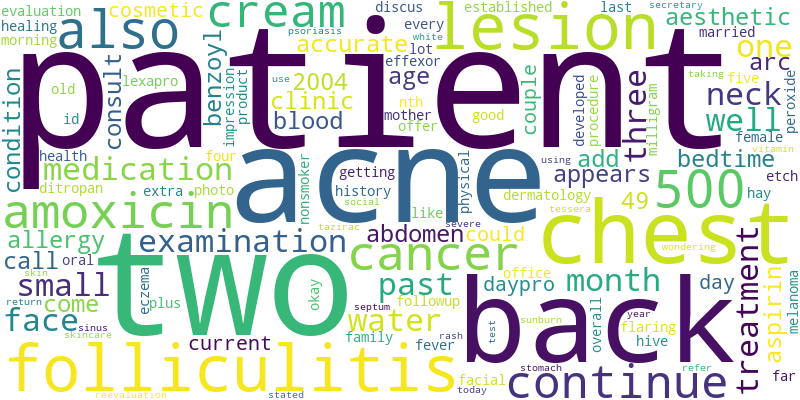 evaluation
cosmetic
cream
discus
established
last
secretary
healing
also
lesion
every
psoriasis
white
married
aesthetic
morning
accurate
lot
effexor
one
condition
old
lexapro
consult
benzoyl
impression
product
2004
age
couple
use
nth
clinic
mother
offer
good
blood
developed
procedure
three
milligram
taking
arc
five
neck
well
female
peroxide
id
patient
health
medication
ditropan
four
extra
photo
acne
nonsmoker
getting
history
social
physical
like
dermatology
appears
add
bedtime
500
49
etch
hay
vitamin
using
amoxicin
allergy
examination
tazirac
abdomen
severe
could
tessera
wondering
chest
call
oral
small
come
face
skin
return
sinus
skincare
two
eczema
plus
okay
septum
current
family
fever
cancer
past
water
followup
rash
test
office
daypro
month
day
sunburn
overall
year
hive
flaring
treatment
aspirin
melanoma
folliculitis
reevaluation
stated
facial
today
stomach
back
refer
continue
far